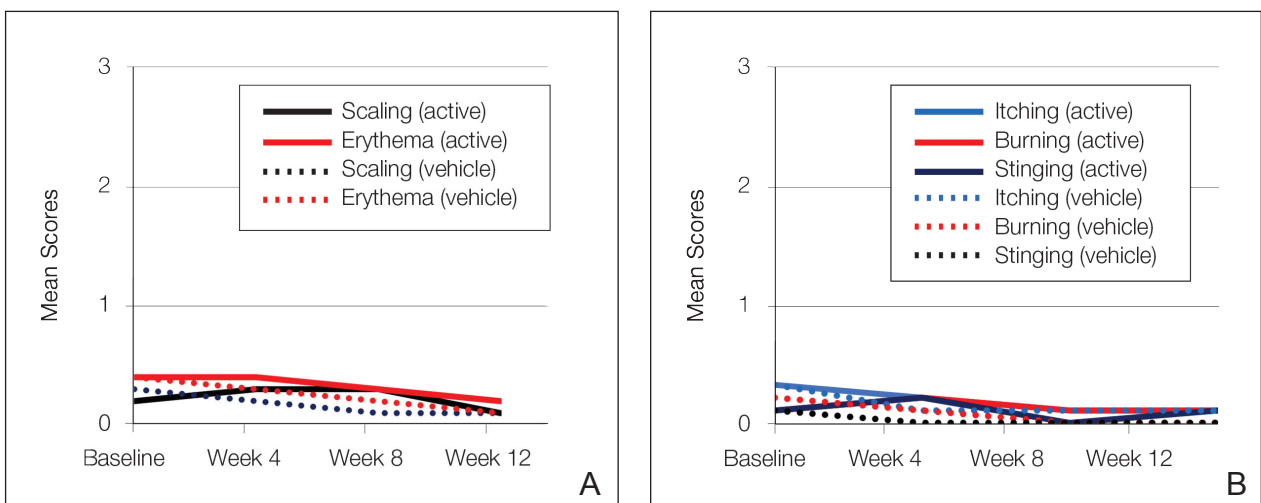 3
2
1
0
Mean Scores
Scaling (active)
Erythema (active)
Scaling (vehicle)
Erythema (vehicle)
Baseline Week 4 Week 8 Week 12
A
3
2
1
0
Mean Scores
Itching (active)
Burning (active)
Stinging (active)
Itching (vehicle)
Burning (vehicle)
Stinging (vehicle)
Baseline Week 4 Week 8 Week 12
B